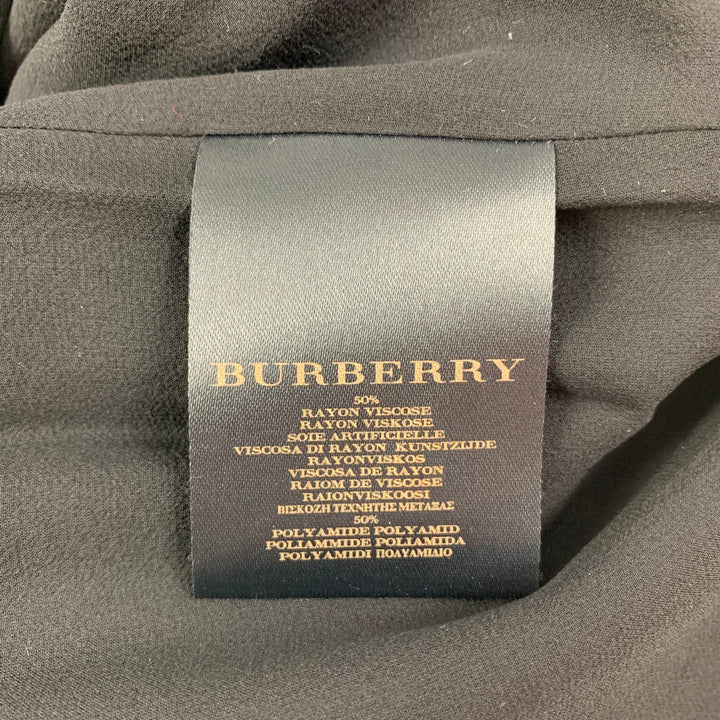 BURBERRY
50%
RAYON VISCOSE
RAYON VISKOSE
SOIE ARTIFICIELLE
VISCOSA DI RAYON KUNSTZIJDE
RAYONVISKOS
VISCOSA DE RAYON
RAIOM DE VISCOSE
RAIONVISKOOSI
ΒΙΣΚΟΖΗ ΤΕΧΝΗΤΗΣ ΜΕΤΑΞΑΣ
50%
POLYAMIDE POLYAMID
POLIAMMIDE POLIAMIDA
POLYAMIDI ΠΟΛΥΑΜΙΔΙΟ